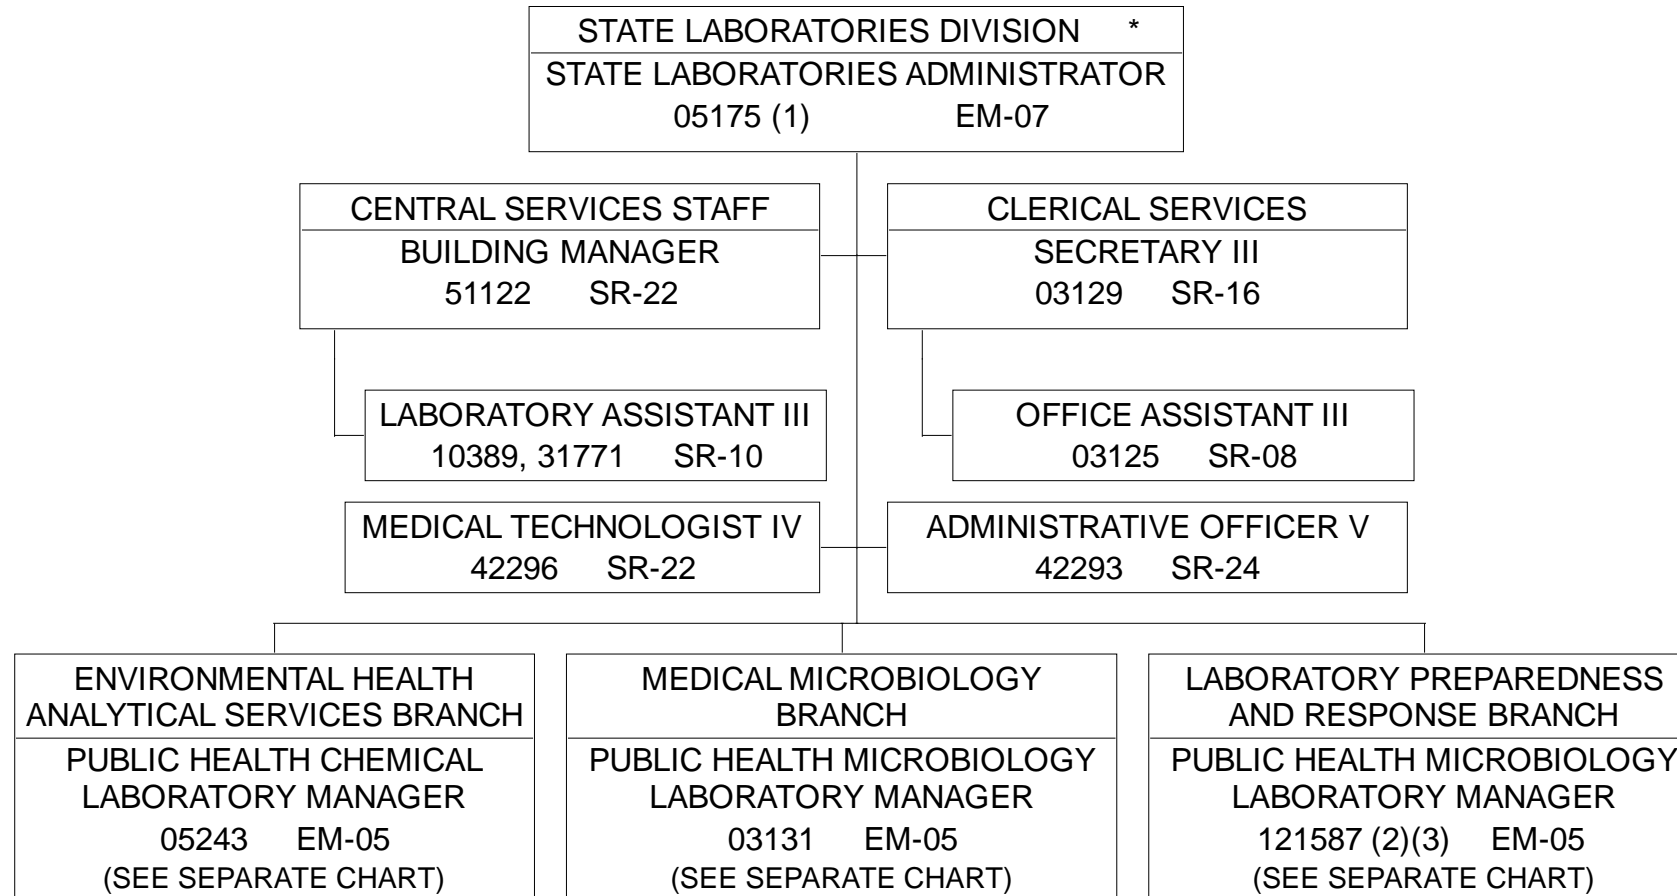 STATE LABORATORIES DIVISION *
STATE LABORATORIES ADMINISTRATOR
05175 (1) EM-07
CENTRAL SERVICES STAFF
BUILDING MANAGER
51122 SR-22
CLERICAL SERVICES
SECRETARY III
03129 SR-16
LABORATORY ASSISTANT III
10389, 31771 SR-10
OFFICE ASSISTANT III
03125 SR-08
MEDICAL TECHNOLOGIST IV
42296 SR-22
ADMINISTRATIVE OFFICER V
42293 SR-24
ENVIRONMENTAL HEALTH
ANALYTICAL SERVICES BRANCH
PUBLIC HEALTH CHEMICAL
LABORATORY MANAGER
05243 EM-05
(SEE SEPARATE CHART)
MEDICAL MICROBIOLOGY
BRANCH
PUBLIC HEALTH MICROBIOLOGY
LABORATORY MANAGER
03131 EM-05
(SEE SEPARATE CHART)
LABORATORY PREPAREDNESS
AND RESPONSE BRANCH
PUBLIC HEALTH MICROBIOLOGY
LABORATORY MANAGER
121587 (2)(3) EM-05
(SEE SEPARATE CHART)